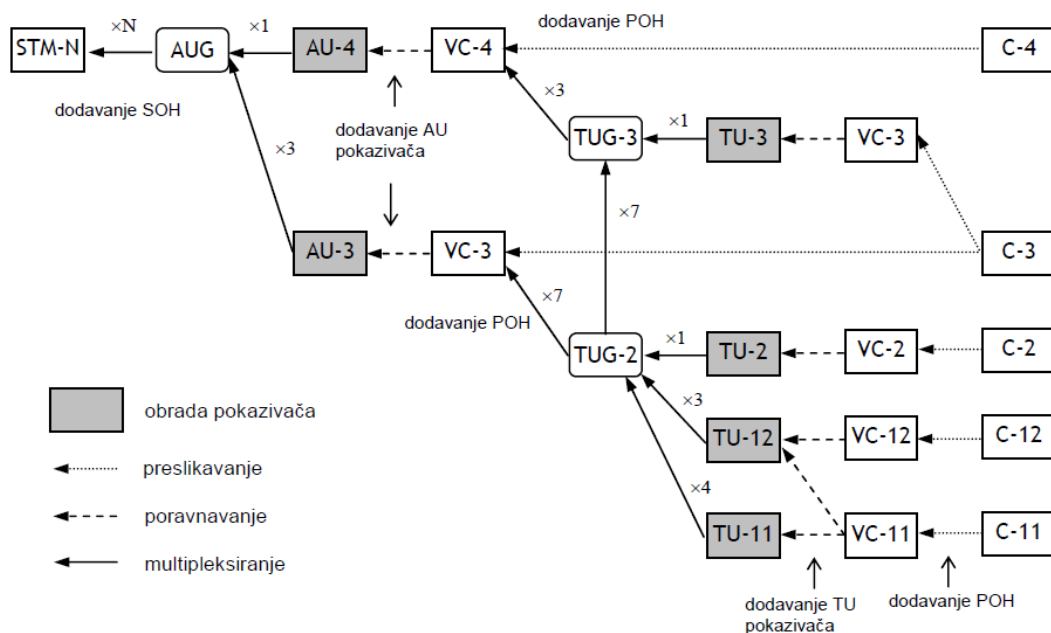 dodavanje POH
×N
×1
STM-N
AUG
AU-4
VC-4
C-4
×3
dodavanje SOH
dodavanje AU
pokazivača
×1
TUG-3
TU-3
VC-3
×3
×7
AU-3
VC-3
C-3
×7
dodavanje POH
×1
TUG-2
TU-2
VC-2
C-2
×3
obrada pokazivača
TU-12
VC-12
C-12
preslikavanje
×4
poravnavanje
TU-11
VC-11
C-11
multipleksiranje
dodavanje TU
pokazivača
dodavanje POH